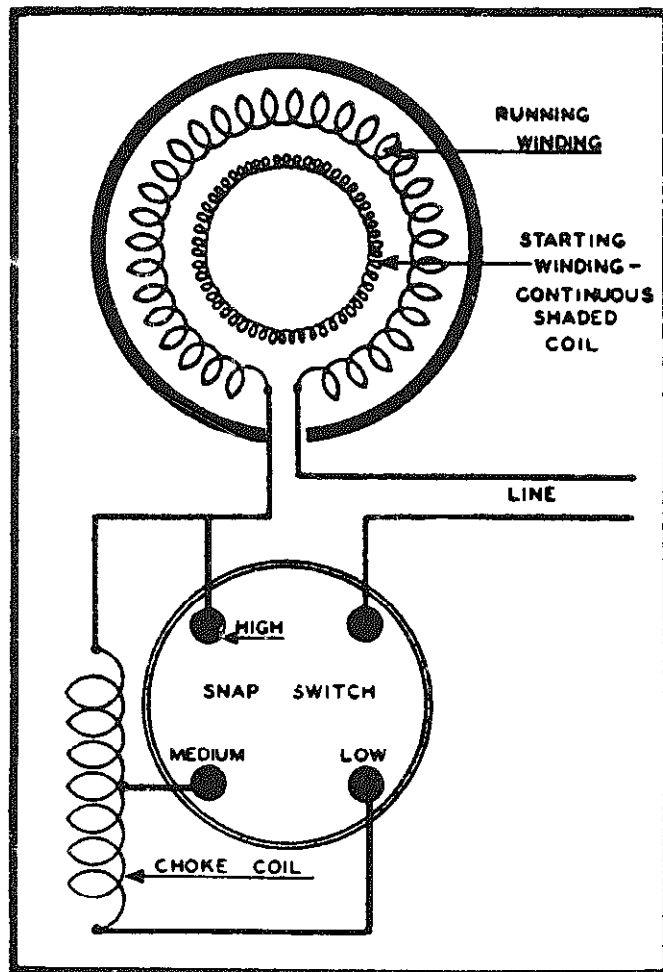 RUNNING
WINDING
STARTING
WINDING-
CONTINUOUS
SHADED
COIL
LINE
HIGH
SNAP SWITCH
MEDIUM LOW
CHOKE COIL